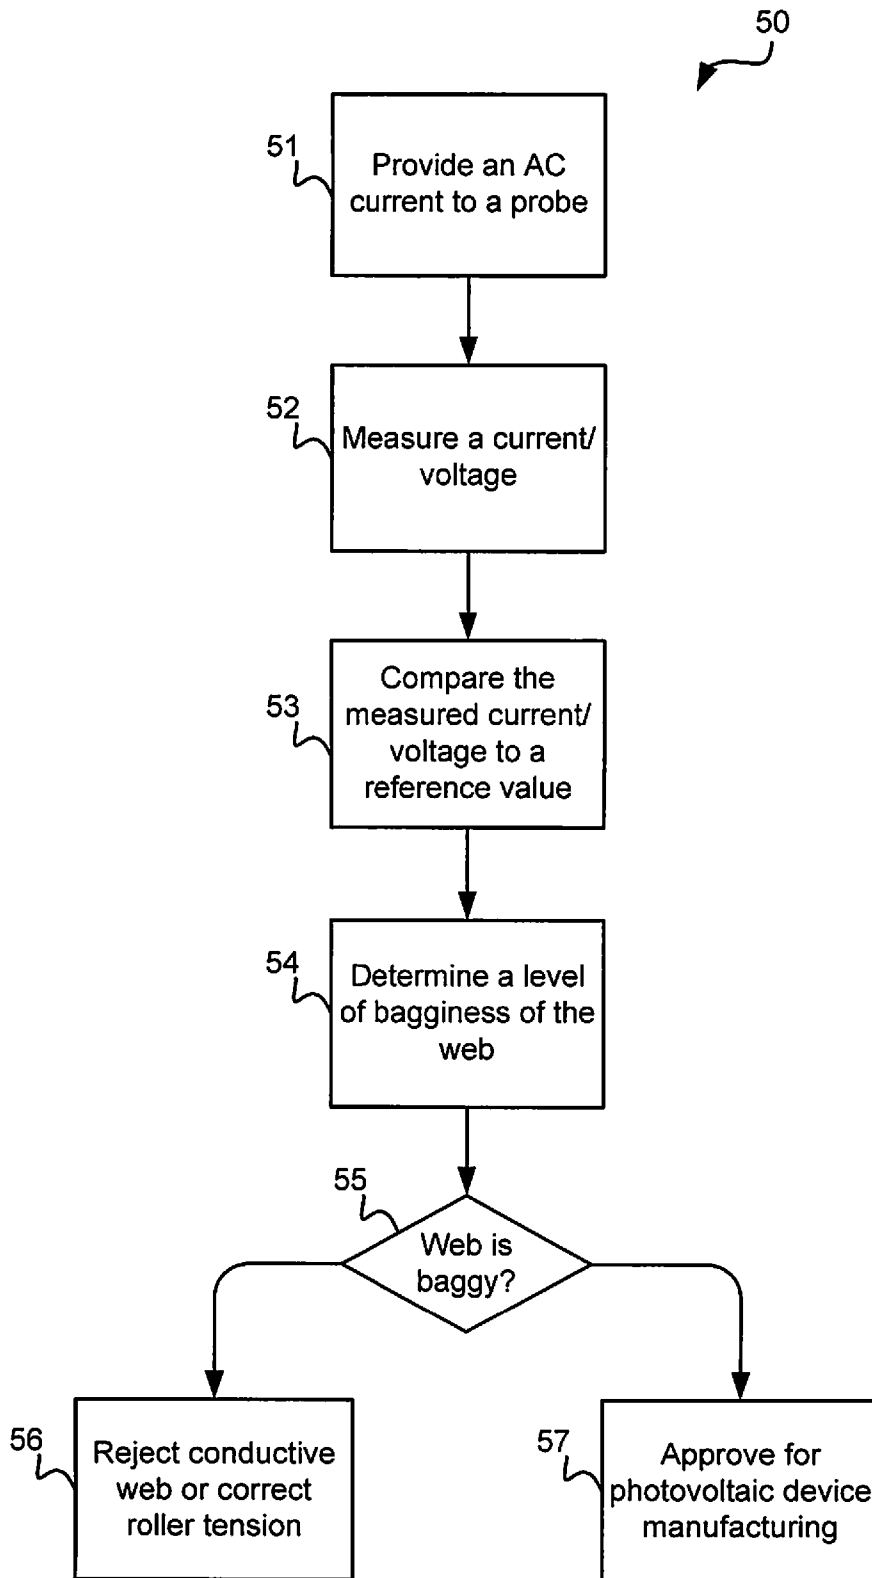 50
51
Provide an AC
current to a probe
52
Measure a current/
voltage
53
Compare the
measured current/
voltage to a
reference value
54
Determine a level
of bagginess of the
web
55
Web is
baggy?
56
Reject conductive
web or correct
roller tension
57
Approve for
photovoltaic device
manufacturing